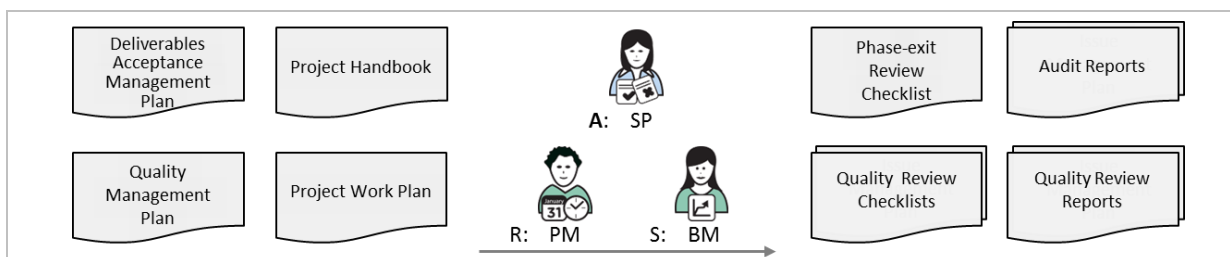 Deliverables
Acceptance
Management
Plan
Project Handbook
A: SP
Phase-exit
Review
Checklist
Audit Reports
Quality
Management
Plan
Project Work Plan
January
31
R: PM
S: BM
Quality Review
Checklists
Quality Review
Reports